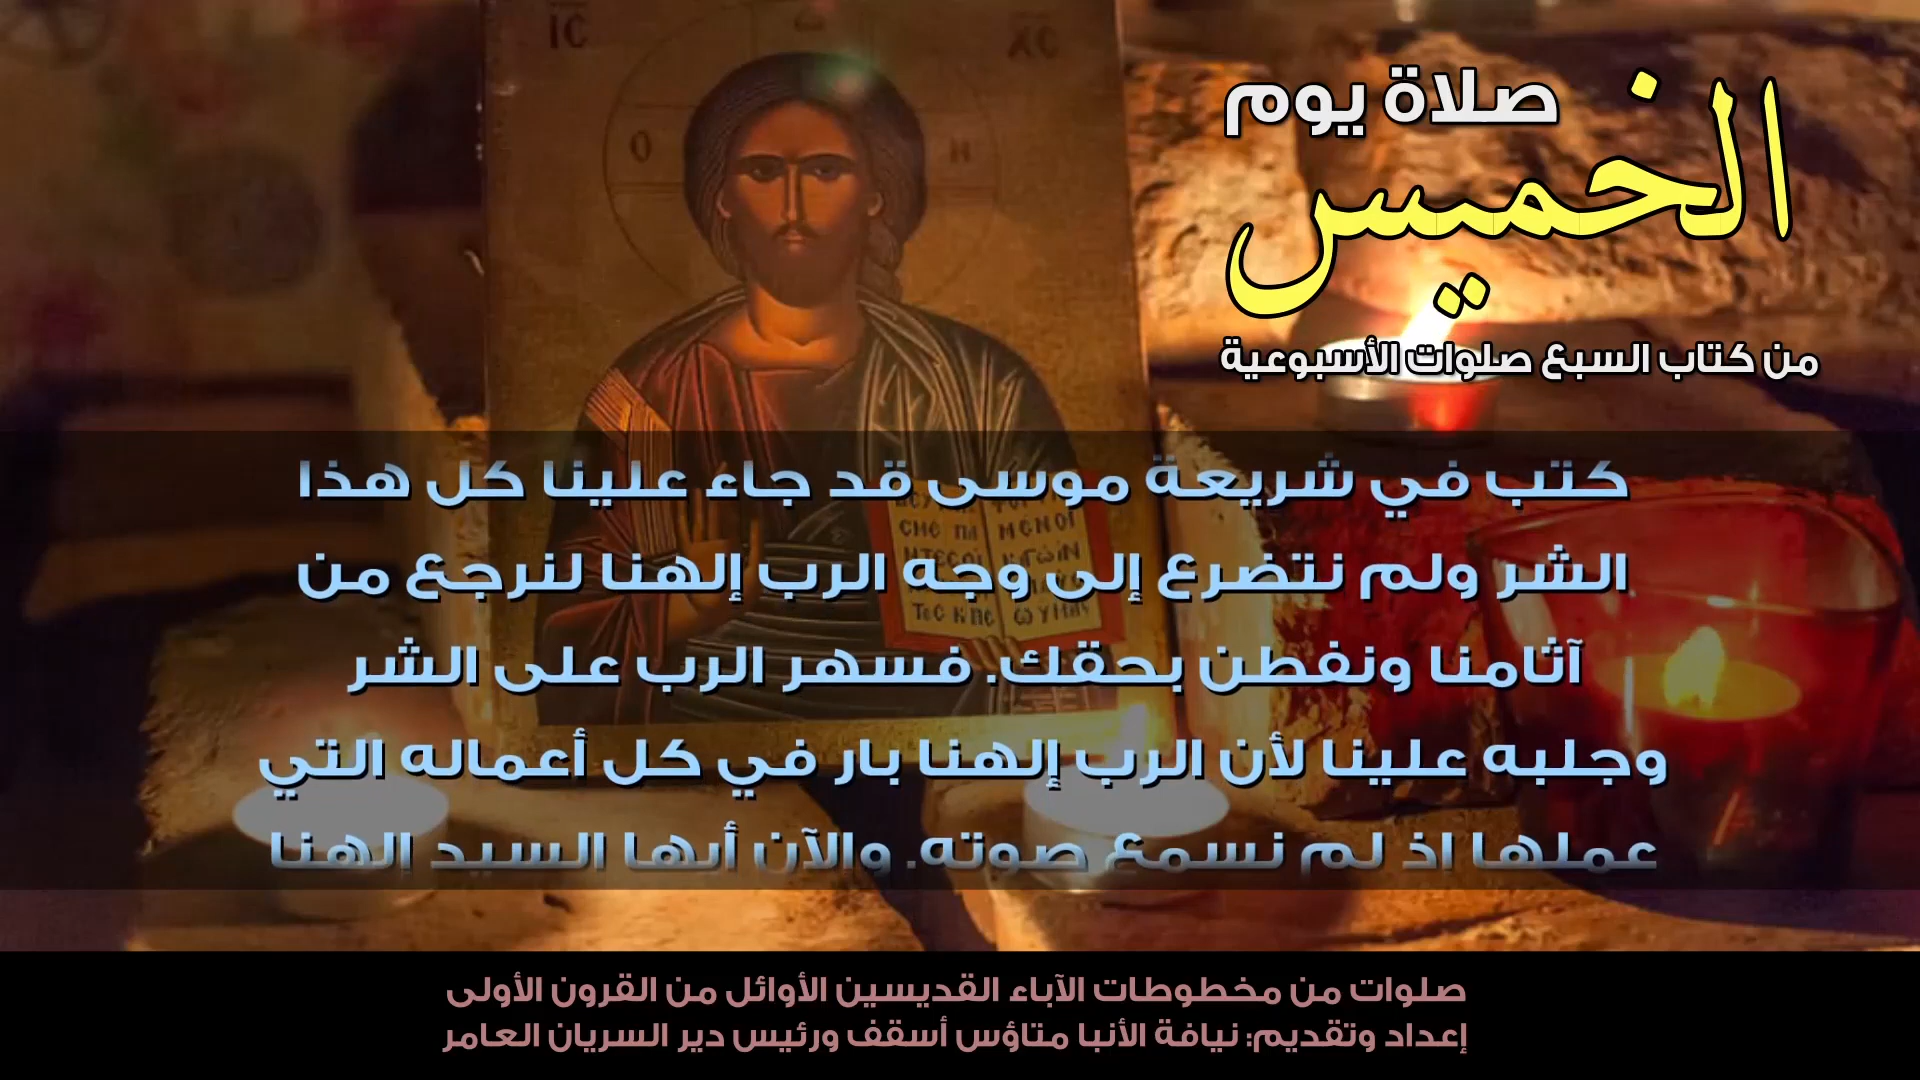 ΙC
XC
صلاة يوم
الخميس
Ο
Η
من كتاب السبع صلوات الأسبوعية
كتب في شريعة موسى قد جاء علينا كل هذا
الشر ولم نتضرع إلى وجه الرب إلهنا لنرجع من
آثامنا ونفطن بحقك. فسهر الرب على الشر
وجلبه علينا لأن الرب إلهنا بار في كل أعماله التي
عملها إذ لم نسمع صوته. والآن أيها السيد إلهنا
صلوات من مخطوطات الآباء القديسين الأوائل من القرون الأولى
إعداد وتقديم: نيافة الأنبا متاؤس أسقف ورئيس دير السريان العامر